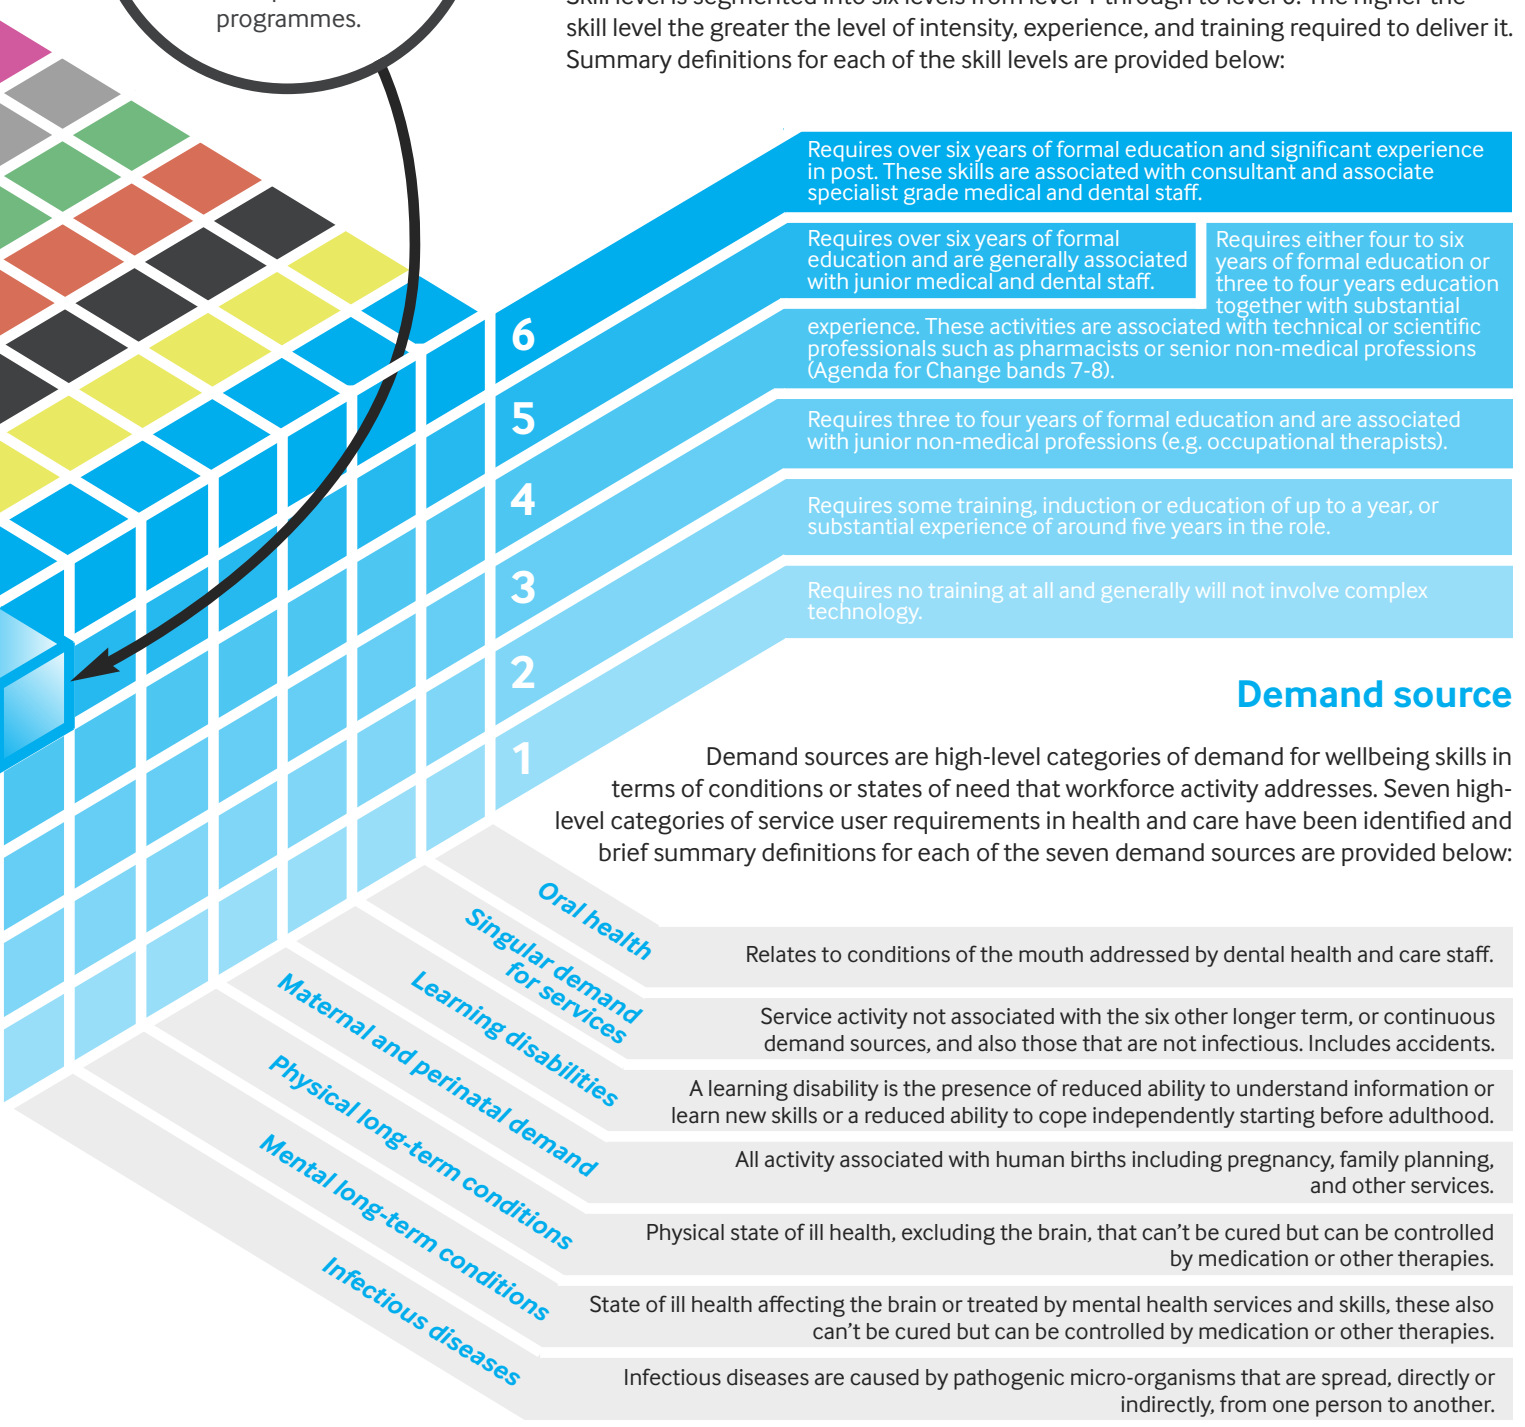 programmes.
skill level the greater the level of intensity, experience, and training required to deliver it.
Summary definitions for each of the skill levels are provided below:
6
Requires over six years of formal education and significant experience
in post. These skills are associated with consultant and associate
specialist grade medical and dental staff.
5
Requires over six years of formal
education and are generally associated
with junior medical and dental staff.
4
Requires either four to six
years of formal education or
three to four years education
together with substantial
experience. These activities are associated with technical or scientific
professionals such as pharmacists or senior non-medical professions
(Agenda for Change bands 7-8).
3
Requires three to four years of formal education and are associated
with junior non-medical professions (e.g. occupational therapists).
2
Requires some training, induction or education of up to a year, or
substantial experience of around five years in the role.
1
Requires no training at all and generally will not involve complex
technology.
Demand source
Demand sources are high-level categories of demand for wellbeing skills in
terms of conditions or states of need that workforce activity addresses. Seven high-
level categories of service user requirements in health and care have been identified and
brief summary definitions for each of the seven demand sources are provided below:
Oral health
Relates to conditions of the mouth addressed by dental health and care staff.
Singular demand
for services
Service activity not associated with the six other longer term, or continuous
demand sources, and also those that are not infectious. Includes accidents.
Learning disabilities
A learning disability is the presence of reduced ability to understand information or
learn new skills or a reduced ability to cope independently starting before adulthood.
Maternal and perinatal demand
All activity associated with human births including pregnancy, family planning,
and other services.
Physical long-term conditions
Physical state of ill health, excluding the brain, that can’t be cured but can be controlled
by medication or other therapies.
Mental long-term conditions
State of ill health affecting the brain or treated by mental health services and skills, these also
can’t be cured but can be controlled by medication or other therapies.
Infectious diseases
Infectious diseases are caused by pathogenic micro-organisms that are spread, directly or
indirectly, from one person to another.